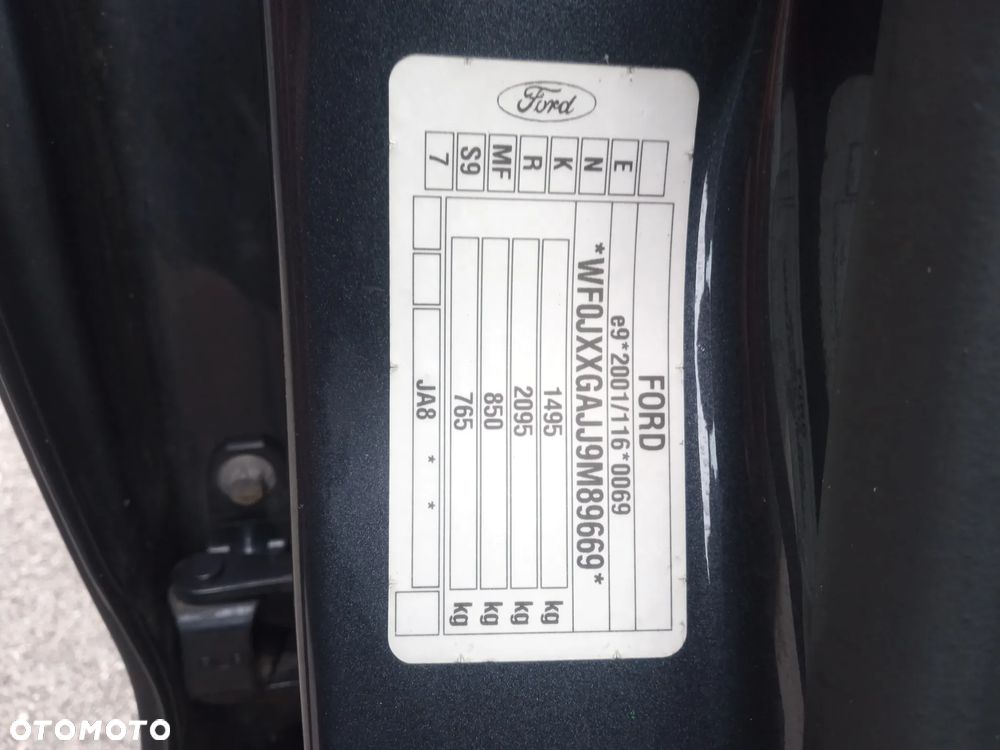 Ford
FORD
e9*2001/116*0069
*WF0JXXGAJJ9M89669*
1495 kg
2095 kg
850 kg
765 kg
E
N
K
R
MF
S9
7
JA8 * *
OTOMOTO